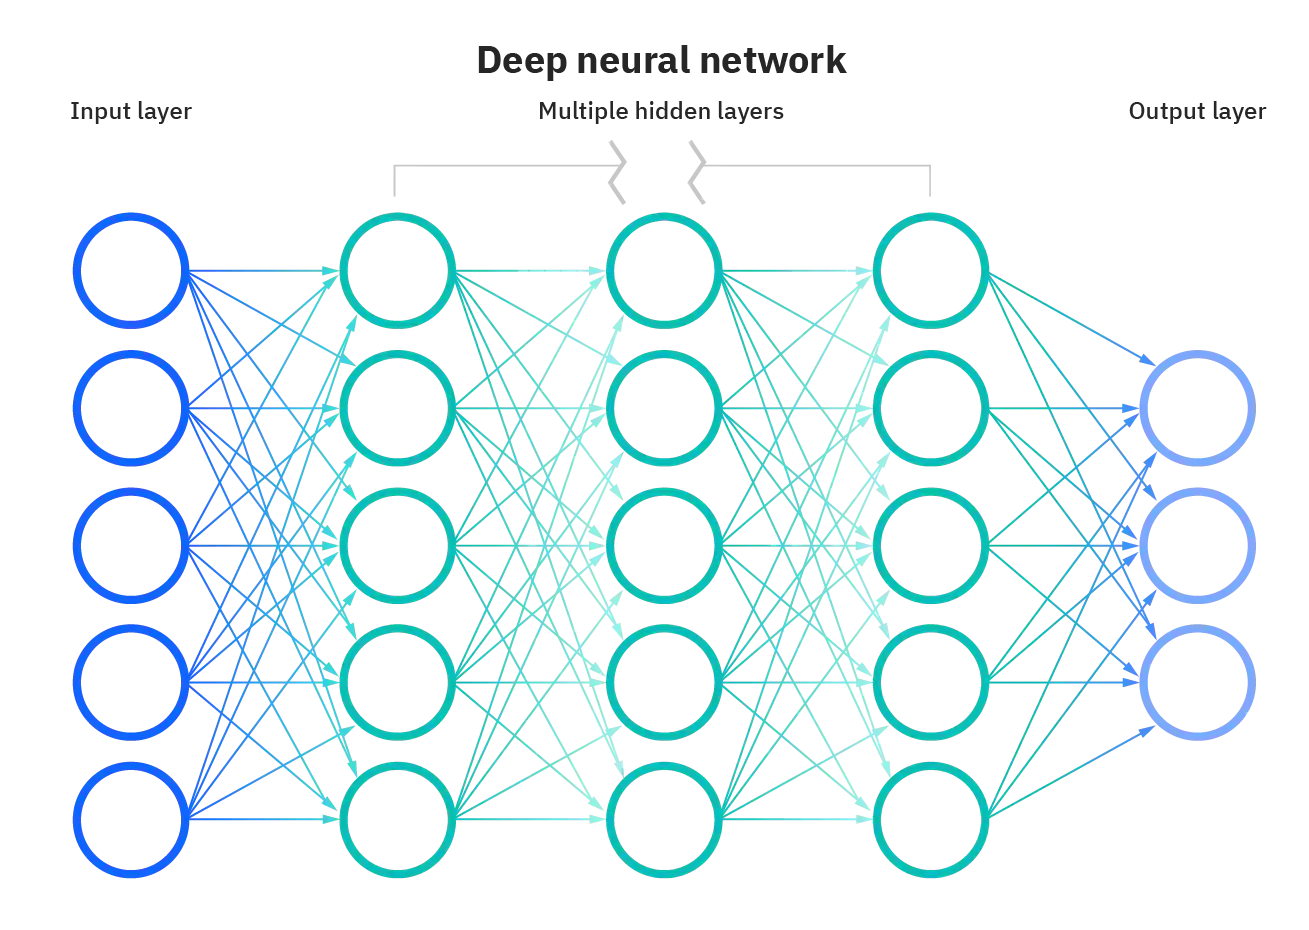 Deep neural network
Input layer
Multiple hidden layers
Output layer